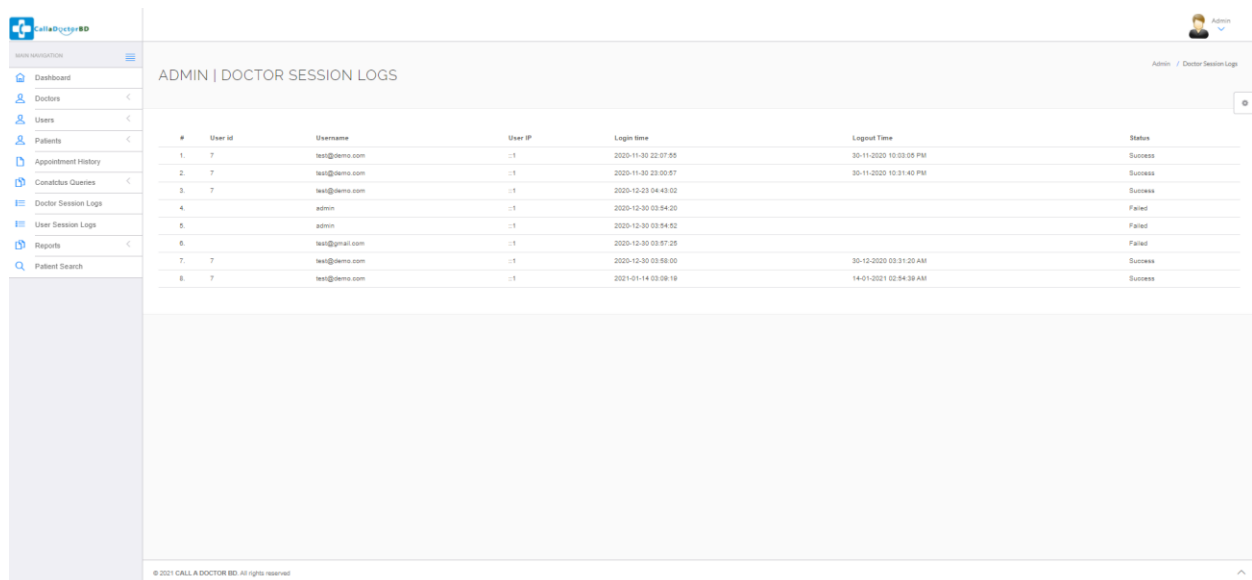 CallaDoctorBD
Admin
MAIN NAVIGATION
Dashboard
Doctors
Users
Patients
Appointment History
Conatctus Queries
Doctor Session Logs
User Session Logs
Reports
Patient Search
ADMIN | DOCTOR SESSION LOGS
Admin / Doctor Session Logs
# User id Username User IP Login time Logout Time Status
1. 7 test@demo.com ::1 2020-11-30 22:07:55 30-11-2020 10:03:05 PM Success
2. 7 test@demo.com ::1 2020-11-30 23:00:57 30-11-2020 10:31:40 PM Success
3. 7 test@demo.com ::1 2020-12-23 04:43:02 Success
4. admin ::1 2020-12-30 03:54:20 Failed
5. admin ::1 2020-12-30 03:54:52 Failed
6. test@gmail.com ::1 2020-12-30 03:57:25 Failed
7. 7 test@demo.com ::1 2020-12-30 03:58:00 30-12-2020 03:31:20 AM Success
8. 7 test@demo.com ::1 2021-01-14 03:09:19 14-01-2021 02:54:39 AM Success
© 2021 CALL A DOCTOR BD. All rights reserved